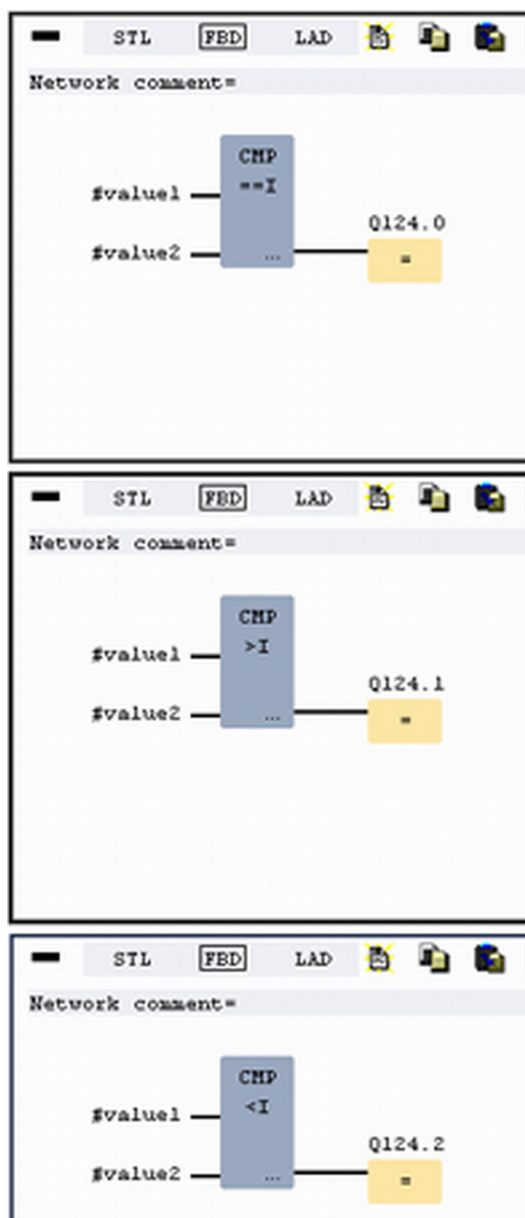 STL FBD LAD
Network comment=
CMP
==I
#value1
Q124.0
#value2
...
=
STL FBD LAD
Network comment=
CMP
>I
#value1
Q124.1
#value2
...
=
STL FBD LAD
Network comment=
CMP
<I
#value1
Q124.2
#value2
...
=